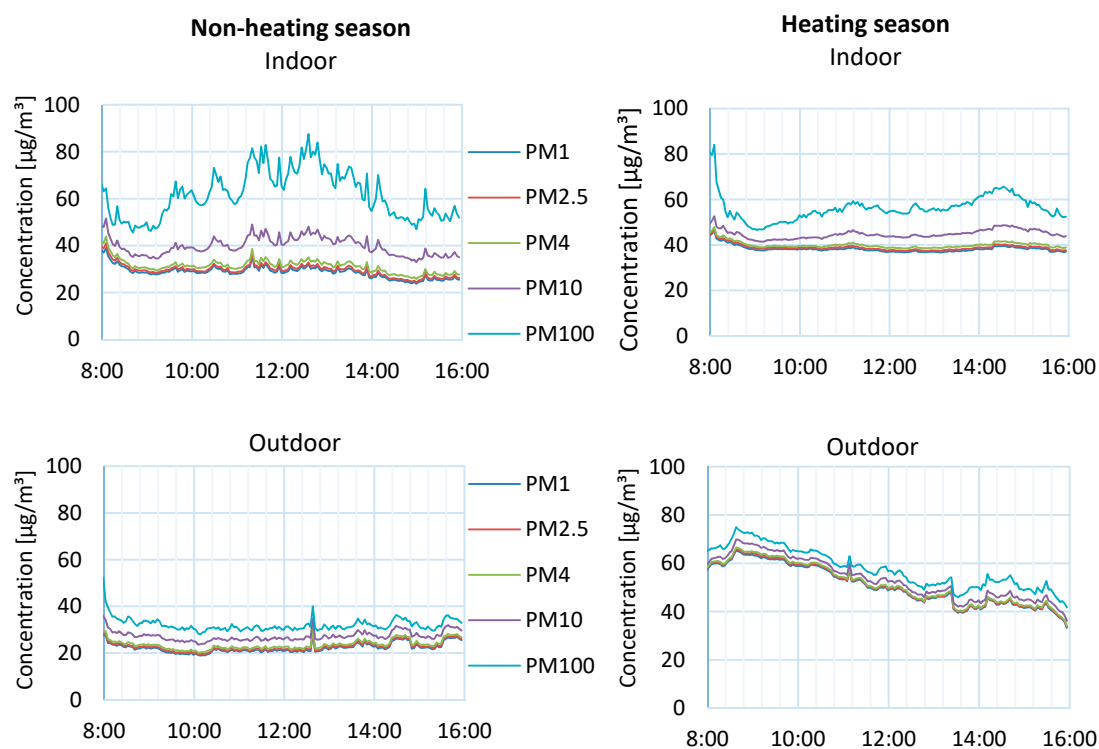 Non-heating season
Indoor
Heating season
Indoor
Concentration [µg/m³]
100
80
60
40
20
0
8:00 10:00 12:00 14:00 16:00
PM1
PM2.5
PM4
PM10
PM100
Concentration [µg/m³]
100
80
60
40
20
0
8:00 10:00 12:00 14:00 16:00
Outdoor
Concentration [µg/m³]
100
80
60
40
20
0
8:00 10:00 12:00 14:00 16:00
PM1
PM2.5
PM4
PM10
PM100
Outdoor
Concentration [µg/m³]
100
80
60
40
20
0
8:00 10:00 12:00 14:00 16:00